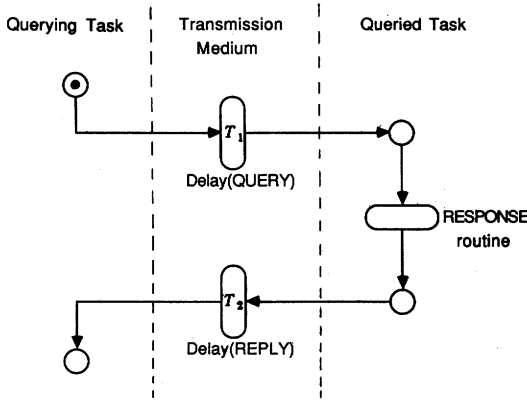 Querying Task
Transmission
Medium
Queried Task
T₁
Delay(QUERY)
RESPONSE
routine
T₂
Delay(REPLY)